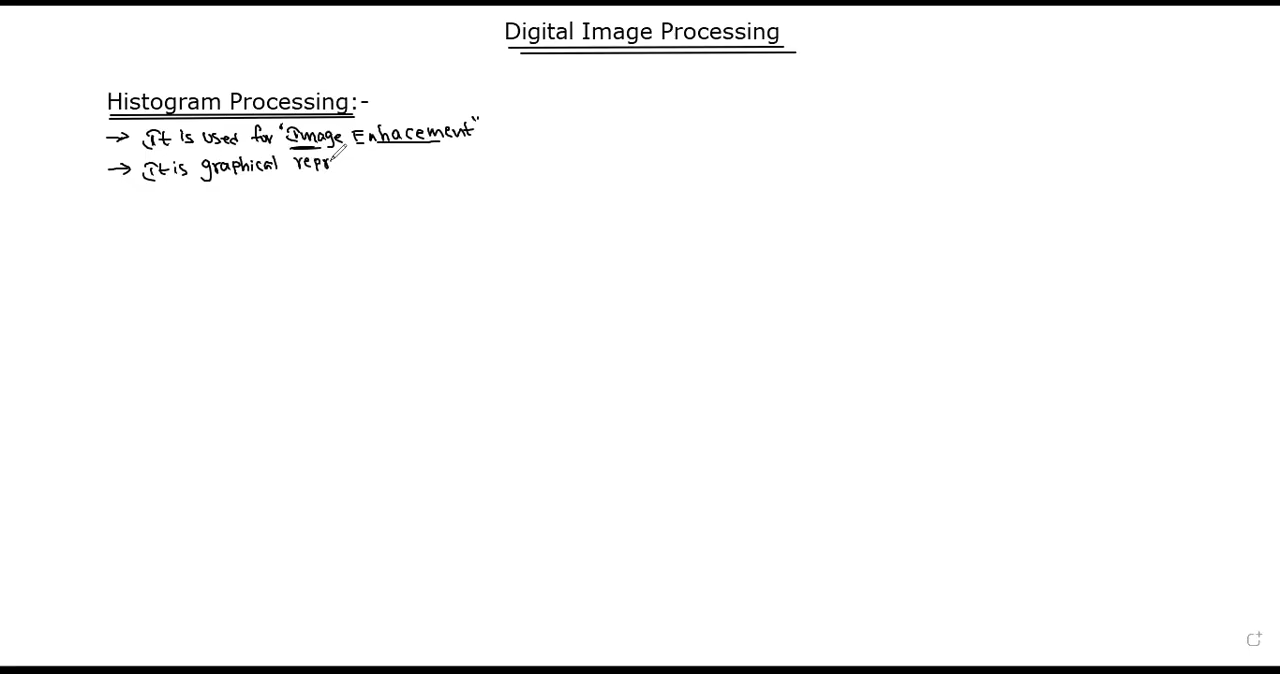 Digital Image Processing
Histogram Processing:-
→ It is used for "Image Enhacement"
→ It is graphical repr